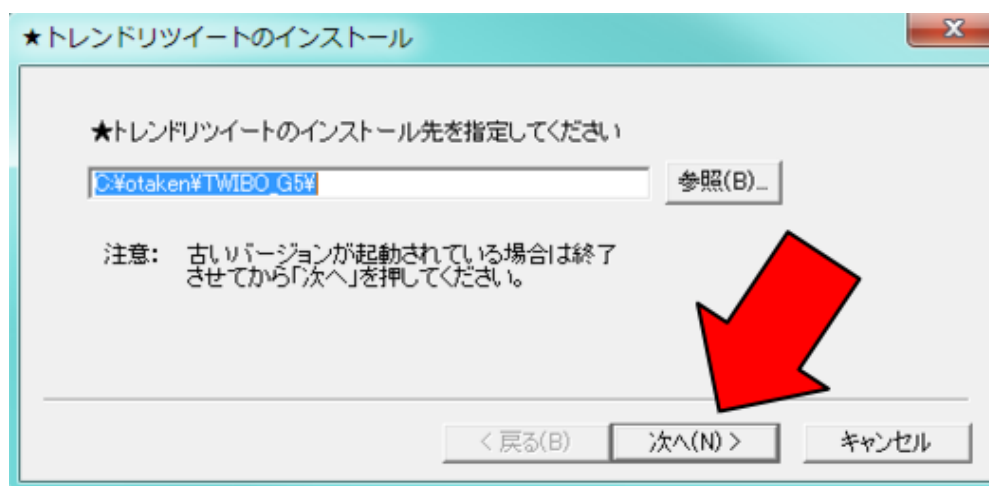 ★トレンドリツイートのインストール
★トレンドリツイートのインストール先を指定してください
C:¥otaken¥TWIBO_G5¥
参照(B)...
注意: 古いバージョンが起動されている場合は終了
させてから「次へ」を押してください。
< 戻る(B)
次へ(N) >
キャンセル